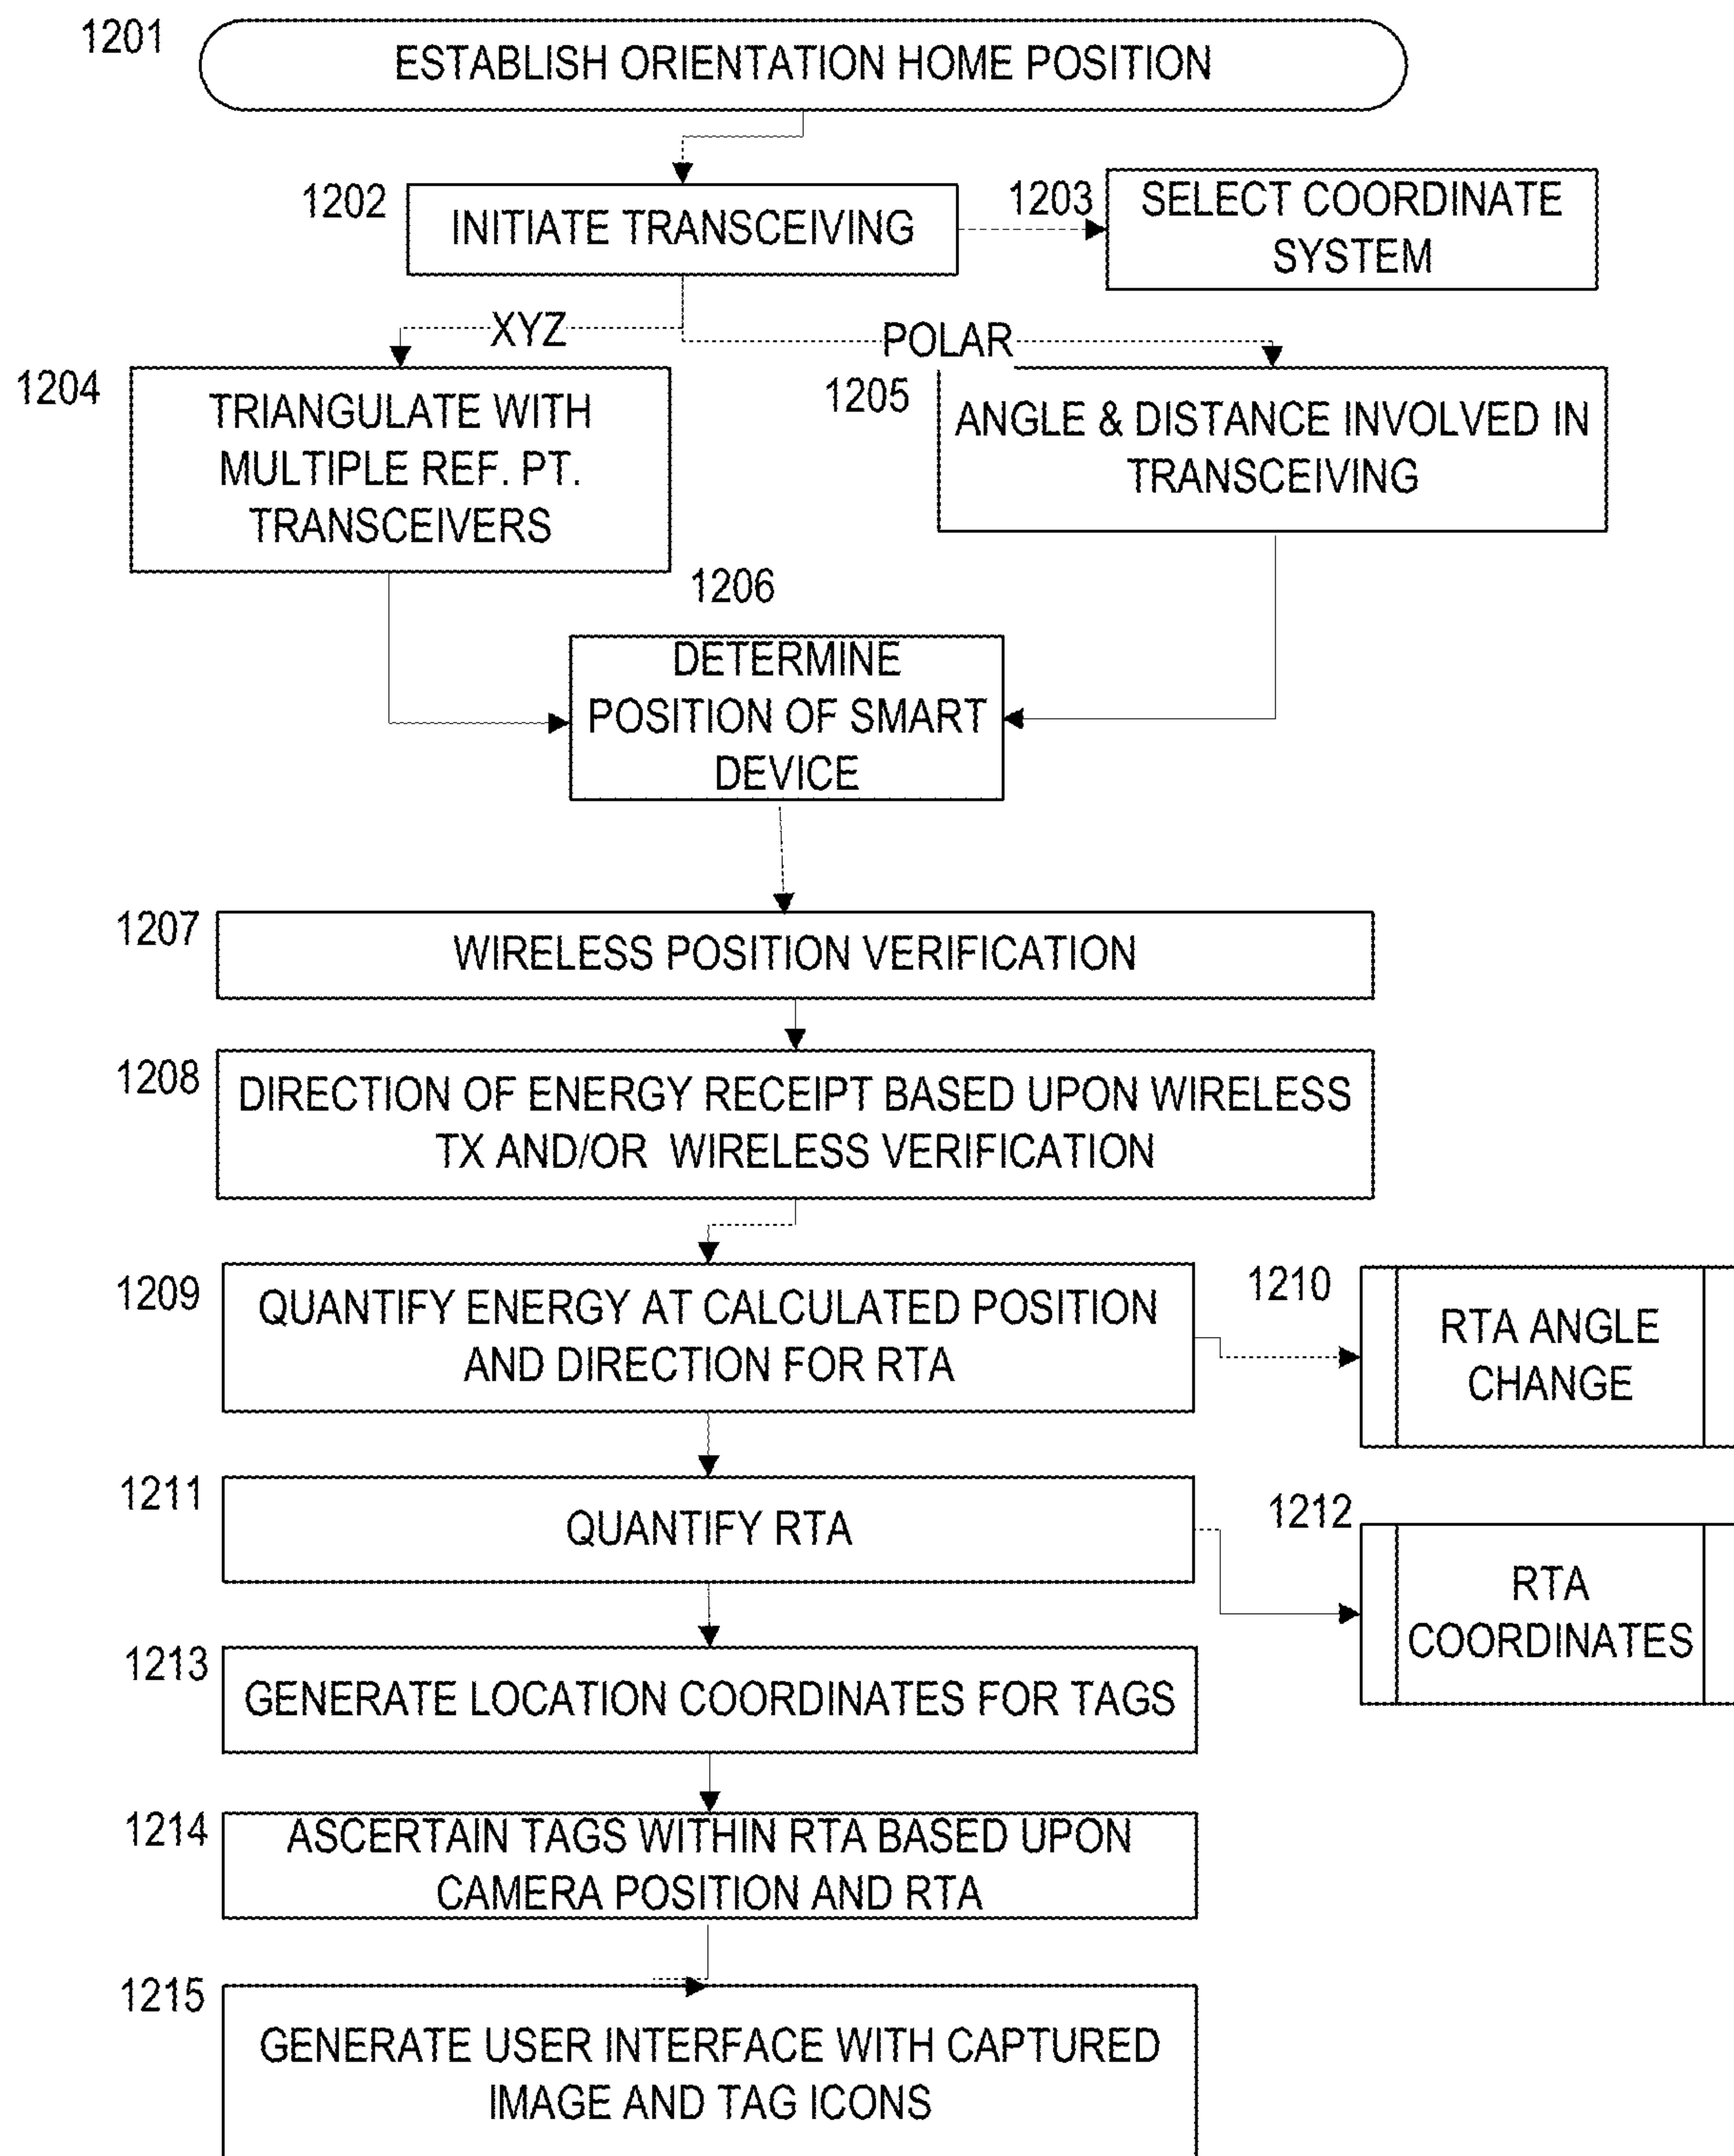 1201
ESTABLISH ORIENTATION HOME POSITION
1202
INITIATE TRANSCEIVING
1203
SELECT COORDINATE
SYSTEM
XYZ
POLAR
1204
TRIANGULATE WITH
MULTIPLE REF. PT.
TRANSCEIVERS
1205
ANGLE & DISTANCE INVOLVED IN
TRANSCEIVING
1206
DETERMINE
POSITION OF SMART
DEVICE
1207
WIRELESS POSITION VERIFICATION
1208
DIRECTION OF ENERGY RECEIPT BASED UPON WIRELESS
TX AND/OR WIRELESS VERIFICATION
1209
QUANTIFY ENERGY AT CALCULATED POSITION
AND DIRECTION FOR RTA
1210
RTA ANGLE
CHANGE
1211
QUANTIFY RTA
1212
RTA
COORDINATES
1213
GENERATE LOCATION COORDINATES FOR TAGS
1214
ASCERTAIN TAGS WITHIN RTA BASED UPON
CAMERA POSITION AND RTA
1215
GENERATE USER INTERFACE WITH CAPTURED
IMAGE AND TAG ICONS